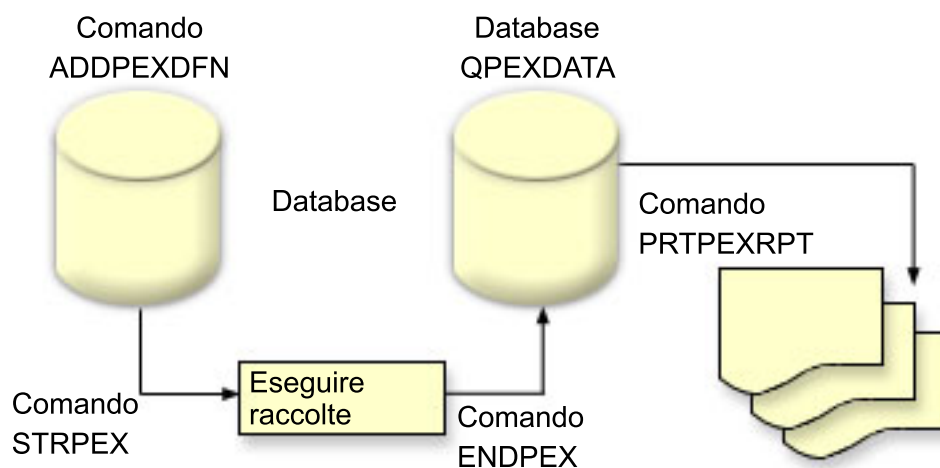 Comando
ADDPEXDFN
Database
QPEXDATA
Database
Comando
PRTPEXRPT
Eseguire
raccolte
Comando
STRPEX
Comando
ENDPEX